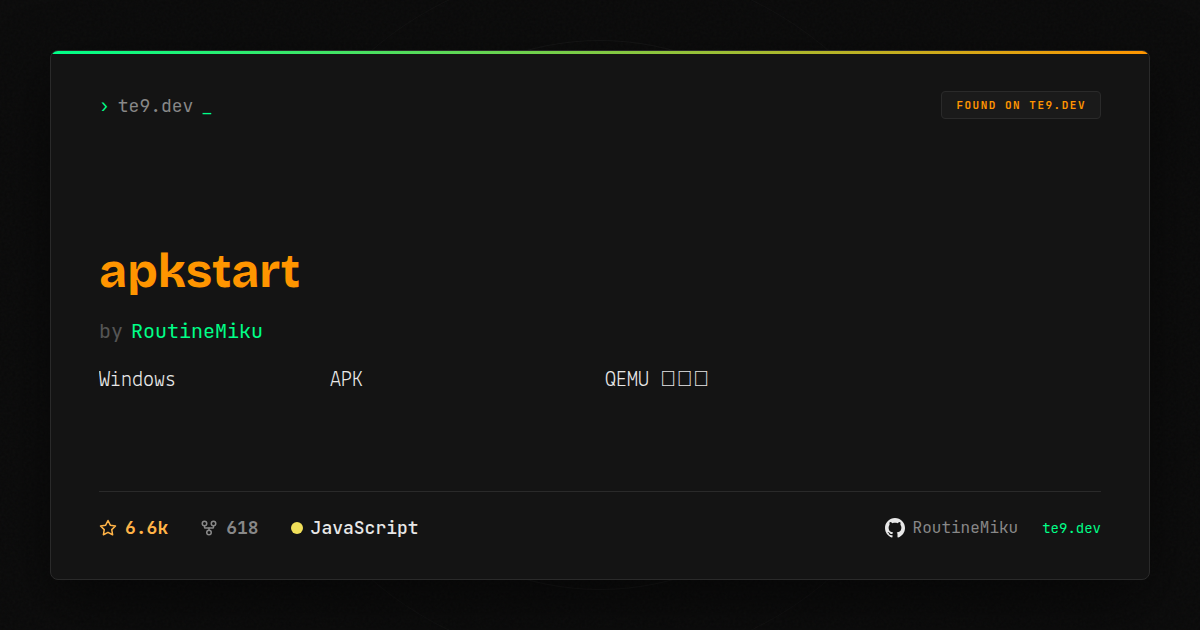 › te9.dev _
FOUND ON TE9.DEV
apkstart
by RoutineMiku
Windows APK QEMU
6.6k 618 JavaScript
RoutineMiku te9.dev